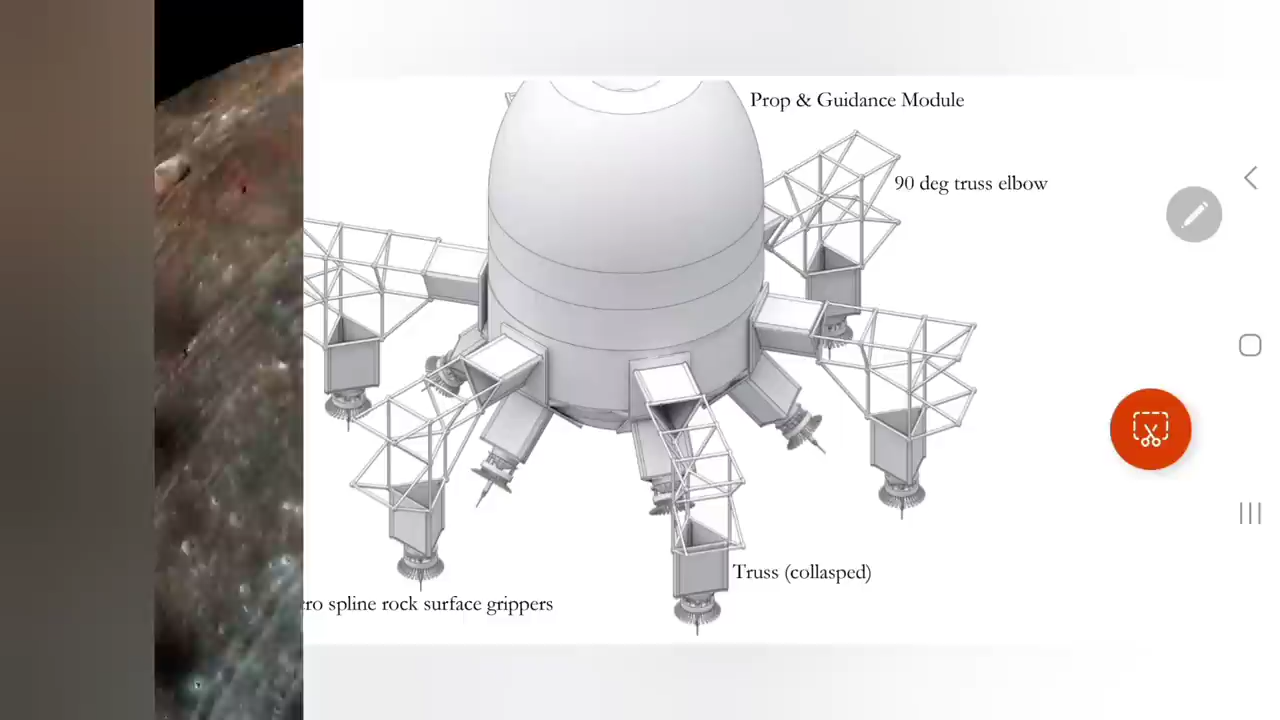 Prop & Guidance Module
90 deg truss elbow
Truss (collasped)
spline rock surface grippers